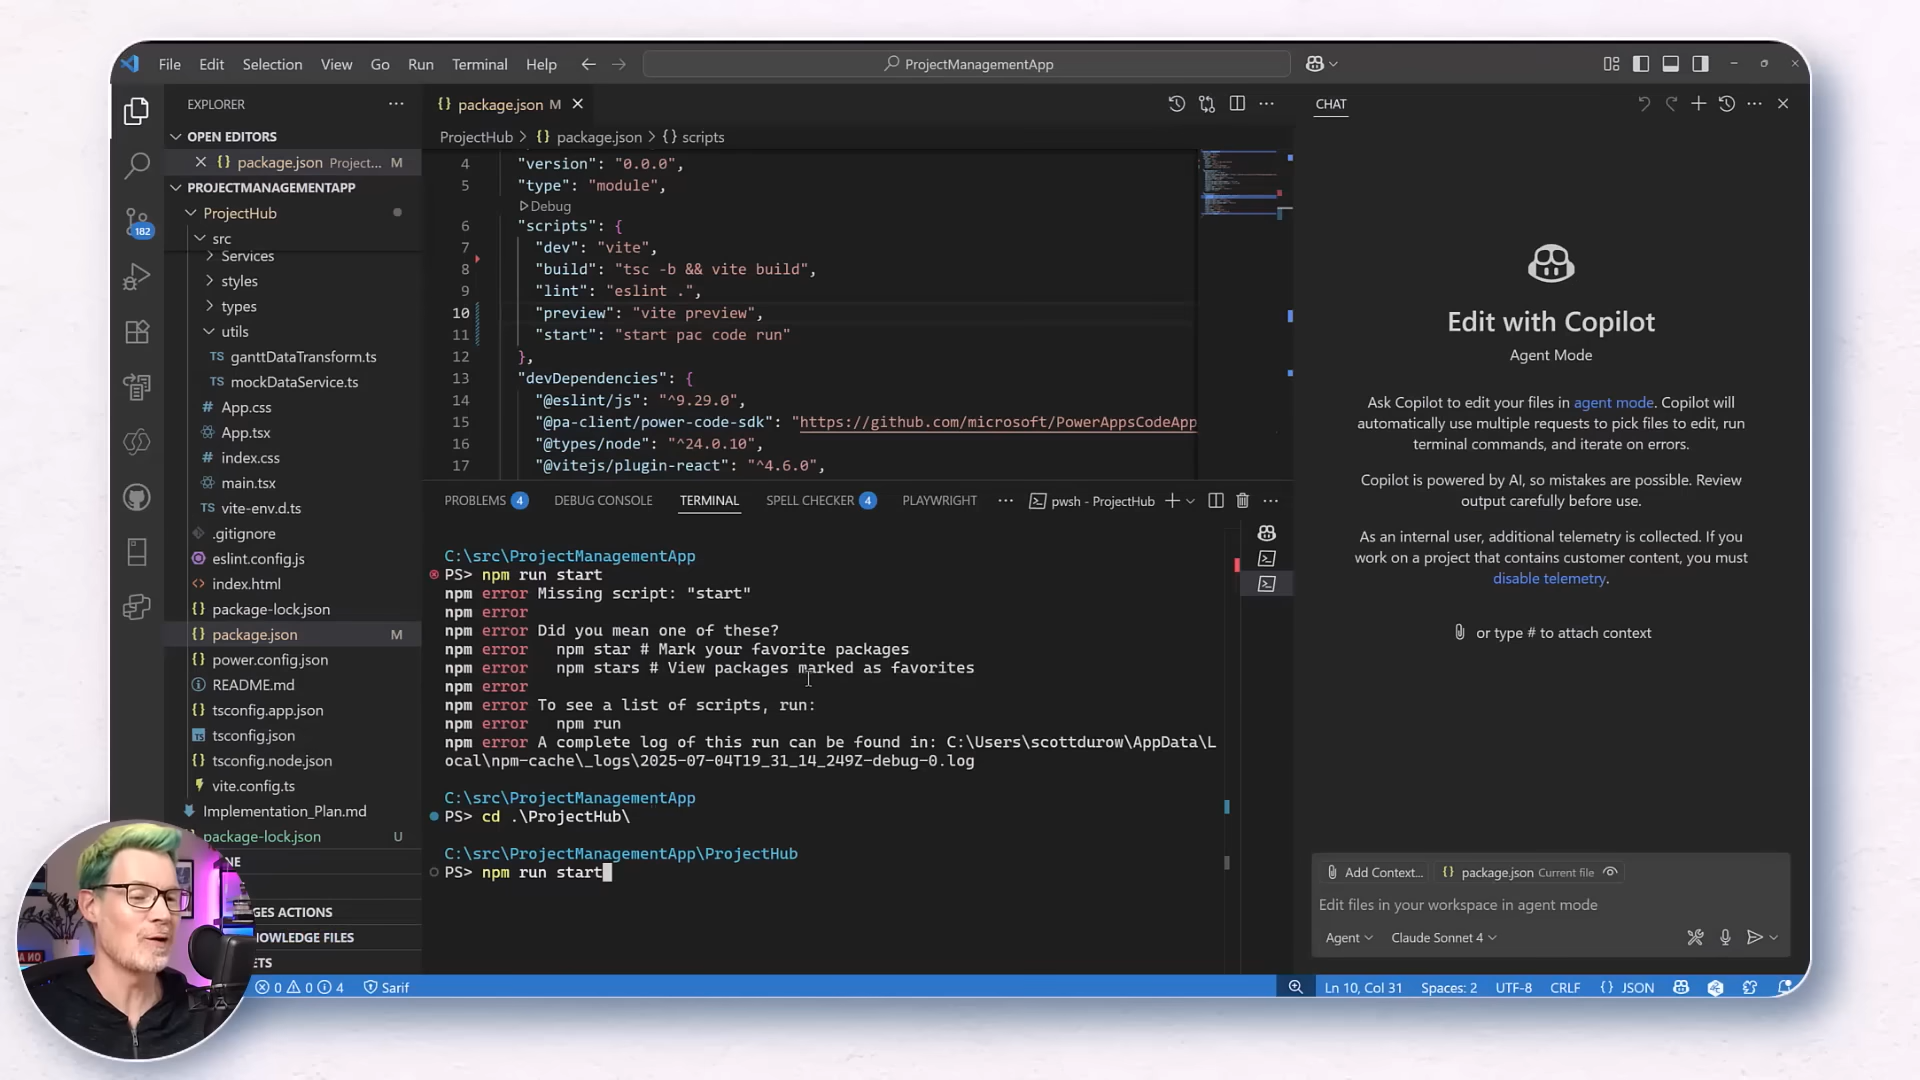 File Edit Selection View Go Run Terminal Help
ProjectManagementApp
EXPLORER
OPEN EDITORS
package.json Project... M
PROJECTMANAGEMENTAPP
ProjectHub
src
Services
styles
types
utils
TS ganttDataTransform.ts
TS mockDataService.ts
App.css
App.tsx
index.css
main.tsx
TS vite-env.d.ts
.gitignore
eslint.config.js
index.html
package-lock.json
package.json M
power.config.json
README.md
tsconfig.app.json
tsconfig.json
tsconfig.node.json
vite.config.ts
Implementation_Plan.md
package-lock.json U
NE
GES ACTIONS
NOWLEDGE FILES
ETS
182
package.json M
ProjectHub > package.json > scripts
4 "version": "0.0.0",
5 "type": "module",
Debug
6 "scripts": {
7 "dev": "vite",
8 "build": "tsc -b && vite build",
9 "lint": "eslint .",
10 "preview": "vite preview",
11 "start": "start pac code run"
12 },
13 "devDependencies": {
14 "@eslint/js": "^9.29.0",
15 "@pa-client/power-code-sdk": "https://github.com/microsoft/PowerAppsCodeApp
16 "@types/node": "^24.0.10",
17 "@vitejs/plugin-react": "^4.6.0",
PROBLEMS 4 DEBUG CONSOLE TERMINAL SPELL CHECKER 4 PLAYWRIGHT pwsh - ProjectHub
C:\src\ProjectManagementApp
PS> npm run start
npm error Missing script: "start"
npm error
npm error Did you mean one of these?
npm error npm star # Mark your favorite packages
npm error npm stars # View packages marked as favorites
npm error
npm error To see a list of scripts, run:
npm error npm run
npm error A complete log of this run can be found in: C:\Users\scottdurow\AppData\L
ocal\npm-cache\_logs\2025-07-04T19_31_14_249Z-debug-0.log
C:\src\ProjectManagementApp
PS> cd .\ProjectHub\
C:\src\ProjectManagementApp\ProjectHub
PS> npm run start
CHAT
Edit with Copilot
Agent Mode
Ask Copilot to edit your files in agent mode. Copilot will
automatically use multiple requests to pick files to edit, run
terminal commands, and iterate on errors.
Copilot is powered by AI, so mistakes are possible. Review
output carefully before use.
As an internal user, additional telemetry is collected. If you
work on a project that contains customer content, you must
disable telemetry.
or type # to attach context
Add Context... package.json Current file
Edit files in your workspace in agent mode
Agent Claude Sonnet 4
0 0 4 Sarif
Ln 10, Col 31 Spaces: 2 UTF-8 CRLF {} JSON